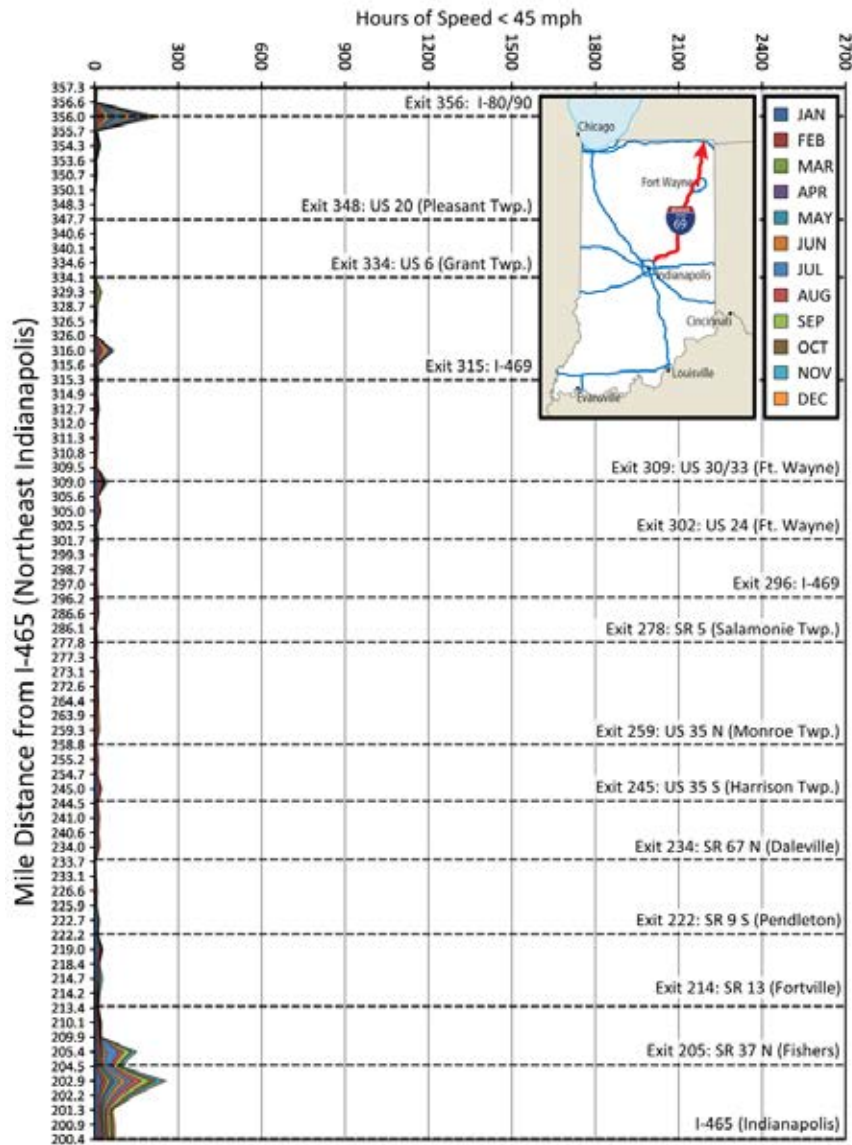 Hours of Speed < 45 mph
0 300 600 900 1200 1500 1800 2100 2400 2700
Mile Distance from I-465 (Northeast Indianapolis)
357.3
356.6
356.0
355.7
354.3
353.6
350.7
350.1
348.3
347.7
340.6
340.1
334.6
334.1
329.3
328.7
326.5
326.0
316.0
315.6
315.3
314.9
312.7
312.0
311.3
310.8
309.5
309.0
305.6
305.0
302.5
301.7
299.3
298.7
297.0
296.2
286.6
286.1
277.8
277.3
273.1
272.6
264.4
263.9
259.3
258.8
255.2
254.7
245.0
244.5
241.0
240.6
234.0
233.7
233.1
226.6
225.9
222.7
222.2
219.0
218.4
214.7
214.2
213.4
210.1
209.9
205.4
204.5
202.9
202.2
201.3
200.9
200.4
Exit 356: I-80/90
Exit 348: US 20 (Pleasant Twp.)
Exit 334: US 6 (Grant Twp.)
Exit 315: I-469
Exit 309: US 30/33 (Ft. Wayne)
Exit 302: US 24 (Ft. Wayne)
Exit 296: I-469
Exit 278: SR 5 (Salamonie Twp.)
Exit 259: US 35 N (Monroe Twp.)
Exit 245: US 35 S (Harrison Twp.)
Exit 234: SR 67 N (Daleville)
Exit 222: SR 9 S (Pendleton)
Exit 214: SR 13 (Fortville)
Exit 205: SR 37 N (Fishers)
I-465 (Indianapolis)
Chicago
Fort Wayne
69
Indianapolis
Cincinnati
Louisville
Evansville
JAN
FEB
MAR
APR
MAY
JUN
JUL
AUG
SEP
OCT
NOV
DEC